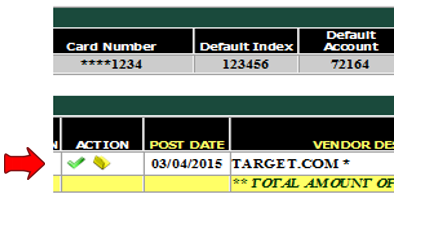 Card Number Default Index Default Account
****1234 123456 72164
N ACTION POST DATE VENDOR DES
03/04/2015 TARGET.COM *
** TOTAL AMOUNT OF